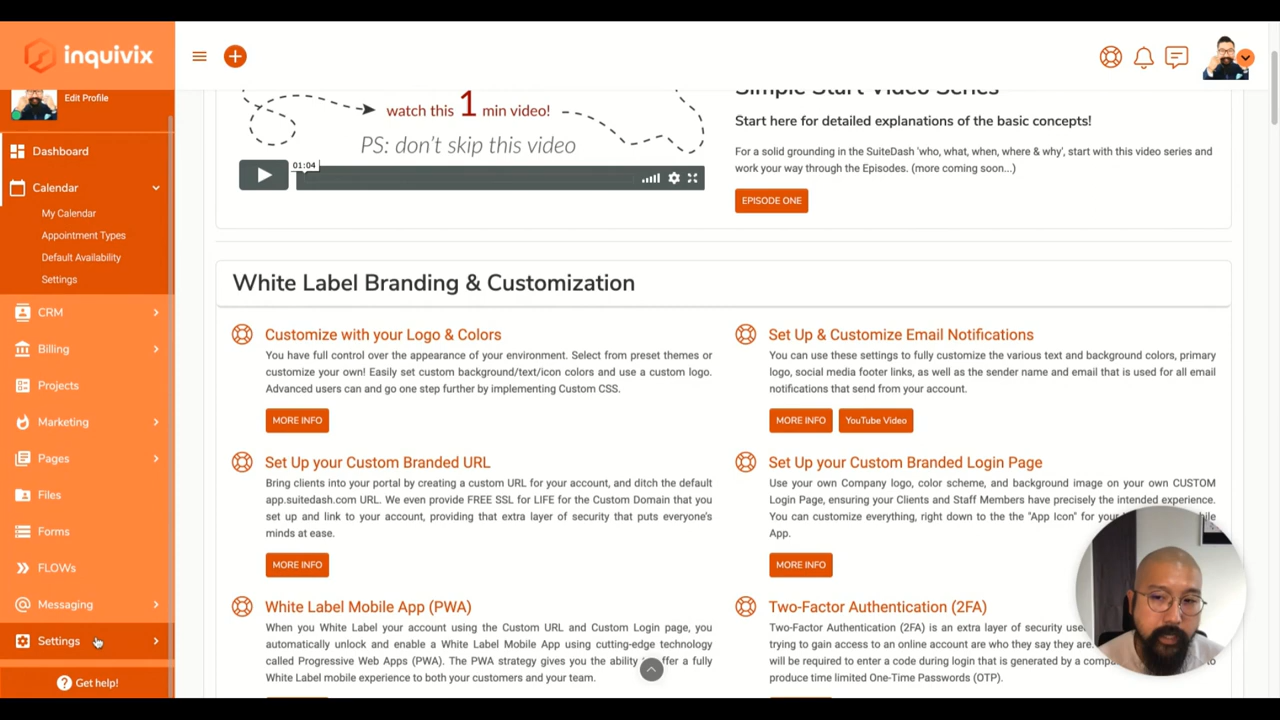 inquivix
Edit Profile
Dashboard
Calendar
My Calendar
Appointment Types
Default Availability
Settings
CRM
Billing
Projects
Marketing
Pages
Files
Forms
FLOWs
Messaging
Settings
Get help!
watch this 1 min video!
PS: don't skip this video
01:04
Simple Start Video Series
Start here for detailed explanations of the basic concepts!
For a solid grounding in the SuiteDash 'who, what, when, where & why', start with this video series and
work your way through the Episodes. (more coming soon...)
EPISODE ONE
White Label Branding & Customization
Customize with your Logo & Colors
You have full control over the appearance of your environment. Select from preset themes or
customize your own! Easily set custom background/text/icon colors and use a custom logo.
Advanced users can and go one step further by implementing Custom CSS.
MORE INFO
Set Up & Customize Email Notifications
You can use these settings to fully customize the various text and background colors, primary
logo, social media footer links, as well as the sender name and email that is used for all email
notifications that send from your account.
MORE INFO
YouTube Video
Set Up your Custom Branded URL
Bring clients into your portal by creating a custom URL for your account, and ditch the default
app.suitedash.com URL. We even provide FREE SSL for LIFE for the Custom Domain that you
set up and link to your account, providing that extra layer of security that puts everyone's
minds at ease.
MORE INFO
Set Up your Custom Branded Login Page
Use your own Company logo, color scheme, and background image on your own CUSTOM
Login Page, ensuring your Clients and Staff Members have precisely the intended experience.
You can customize everything, right down to the the "App Icon" for your
App.
MORE INFO
White Label Mobile App (PWA)
When you White Label your account using the Custom URL and Custom Login page, you
automatically unlock and enable a White Label Mobile App using cutting-edge technology
called Progressive Web Apps (PWA). The PWA strategy gives you the ability offer a fully
White Label mobile experience to both your customers and your team.
Two-Factor Authentication (2FA)
Two-Factor Authentication (2FA) is an extra layer of security
trying to gain access to an online account are who they say they are.
will be required to enter a code during login that is generated by a
produce time limited One-Time Passwords (OTP).